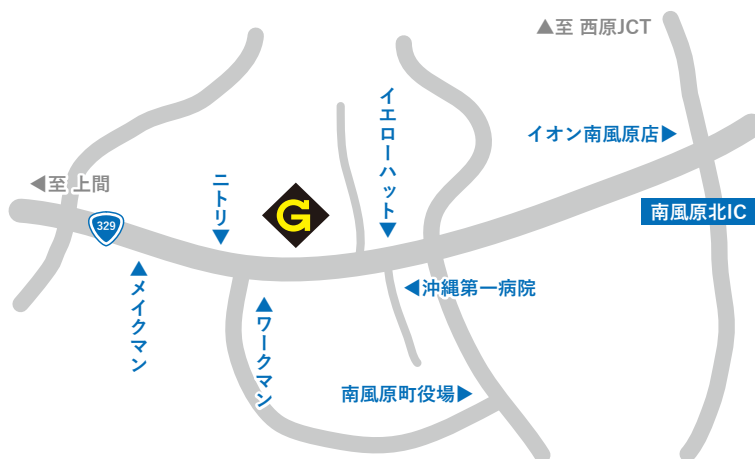 ▲至 西原JCT
イエローハット▼
イオン南風原店▶
◀至 上間
ニトリ▼
G
329
南風原北IC
▲メイクマン
▲ワークマン
◀沖縄第一病院
南風原町役場▶